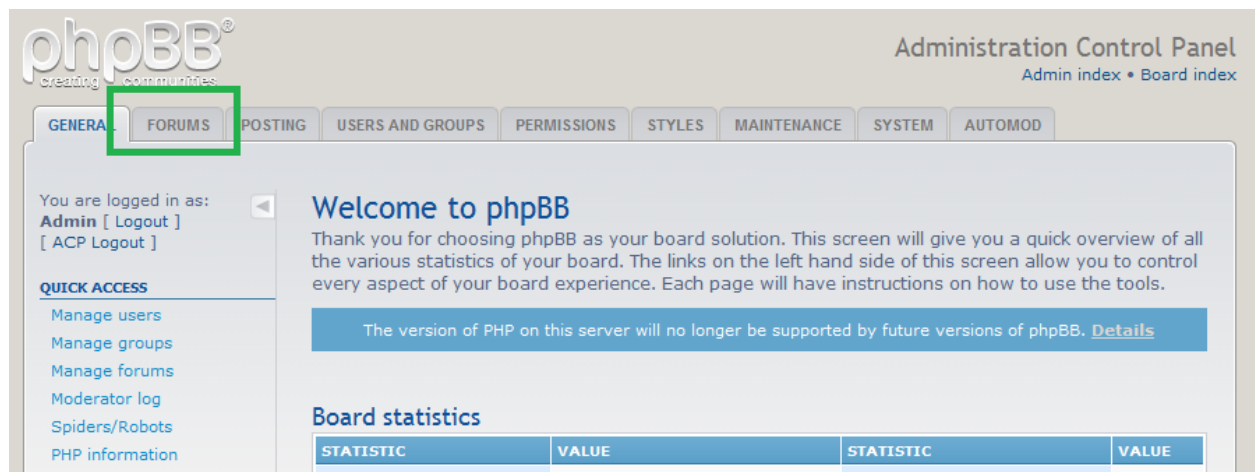 phpBB®
creating communities
Administration Control Panel
Admin index • Board index
GENERAL FORUMS POSTING USERS AND GROUPS PERMISSIONS STYLES MAINTENANCE SYSTEM AUTOMOD
You are logged in as:
Admin [ Logout ]
[ ACP Logout ]
QUICK ACCESS
Manage users
Manage groups
Manage forums
Moderator log
Spiders/Robots
PHP information
Welcome to phpBB
Thank you for choosing phpBB as your board solution. This screen will give you a quick overview of all
the various statistics of your board. The links on the left hand side of this screen allow you to control
every aspect of your board experience. Each page will have instructions on how to use the tools.
The version of PHP on this server will no longer be supported by future versions of phpBB. Details
Board statistics
STATISTIC VALUE STATISTIC VALUE